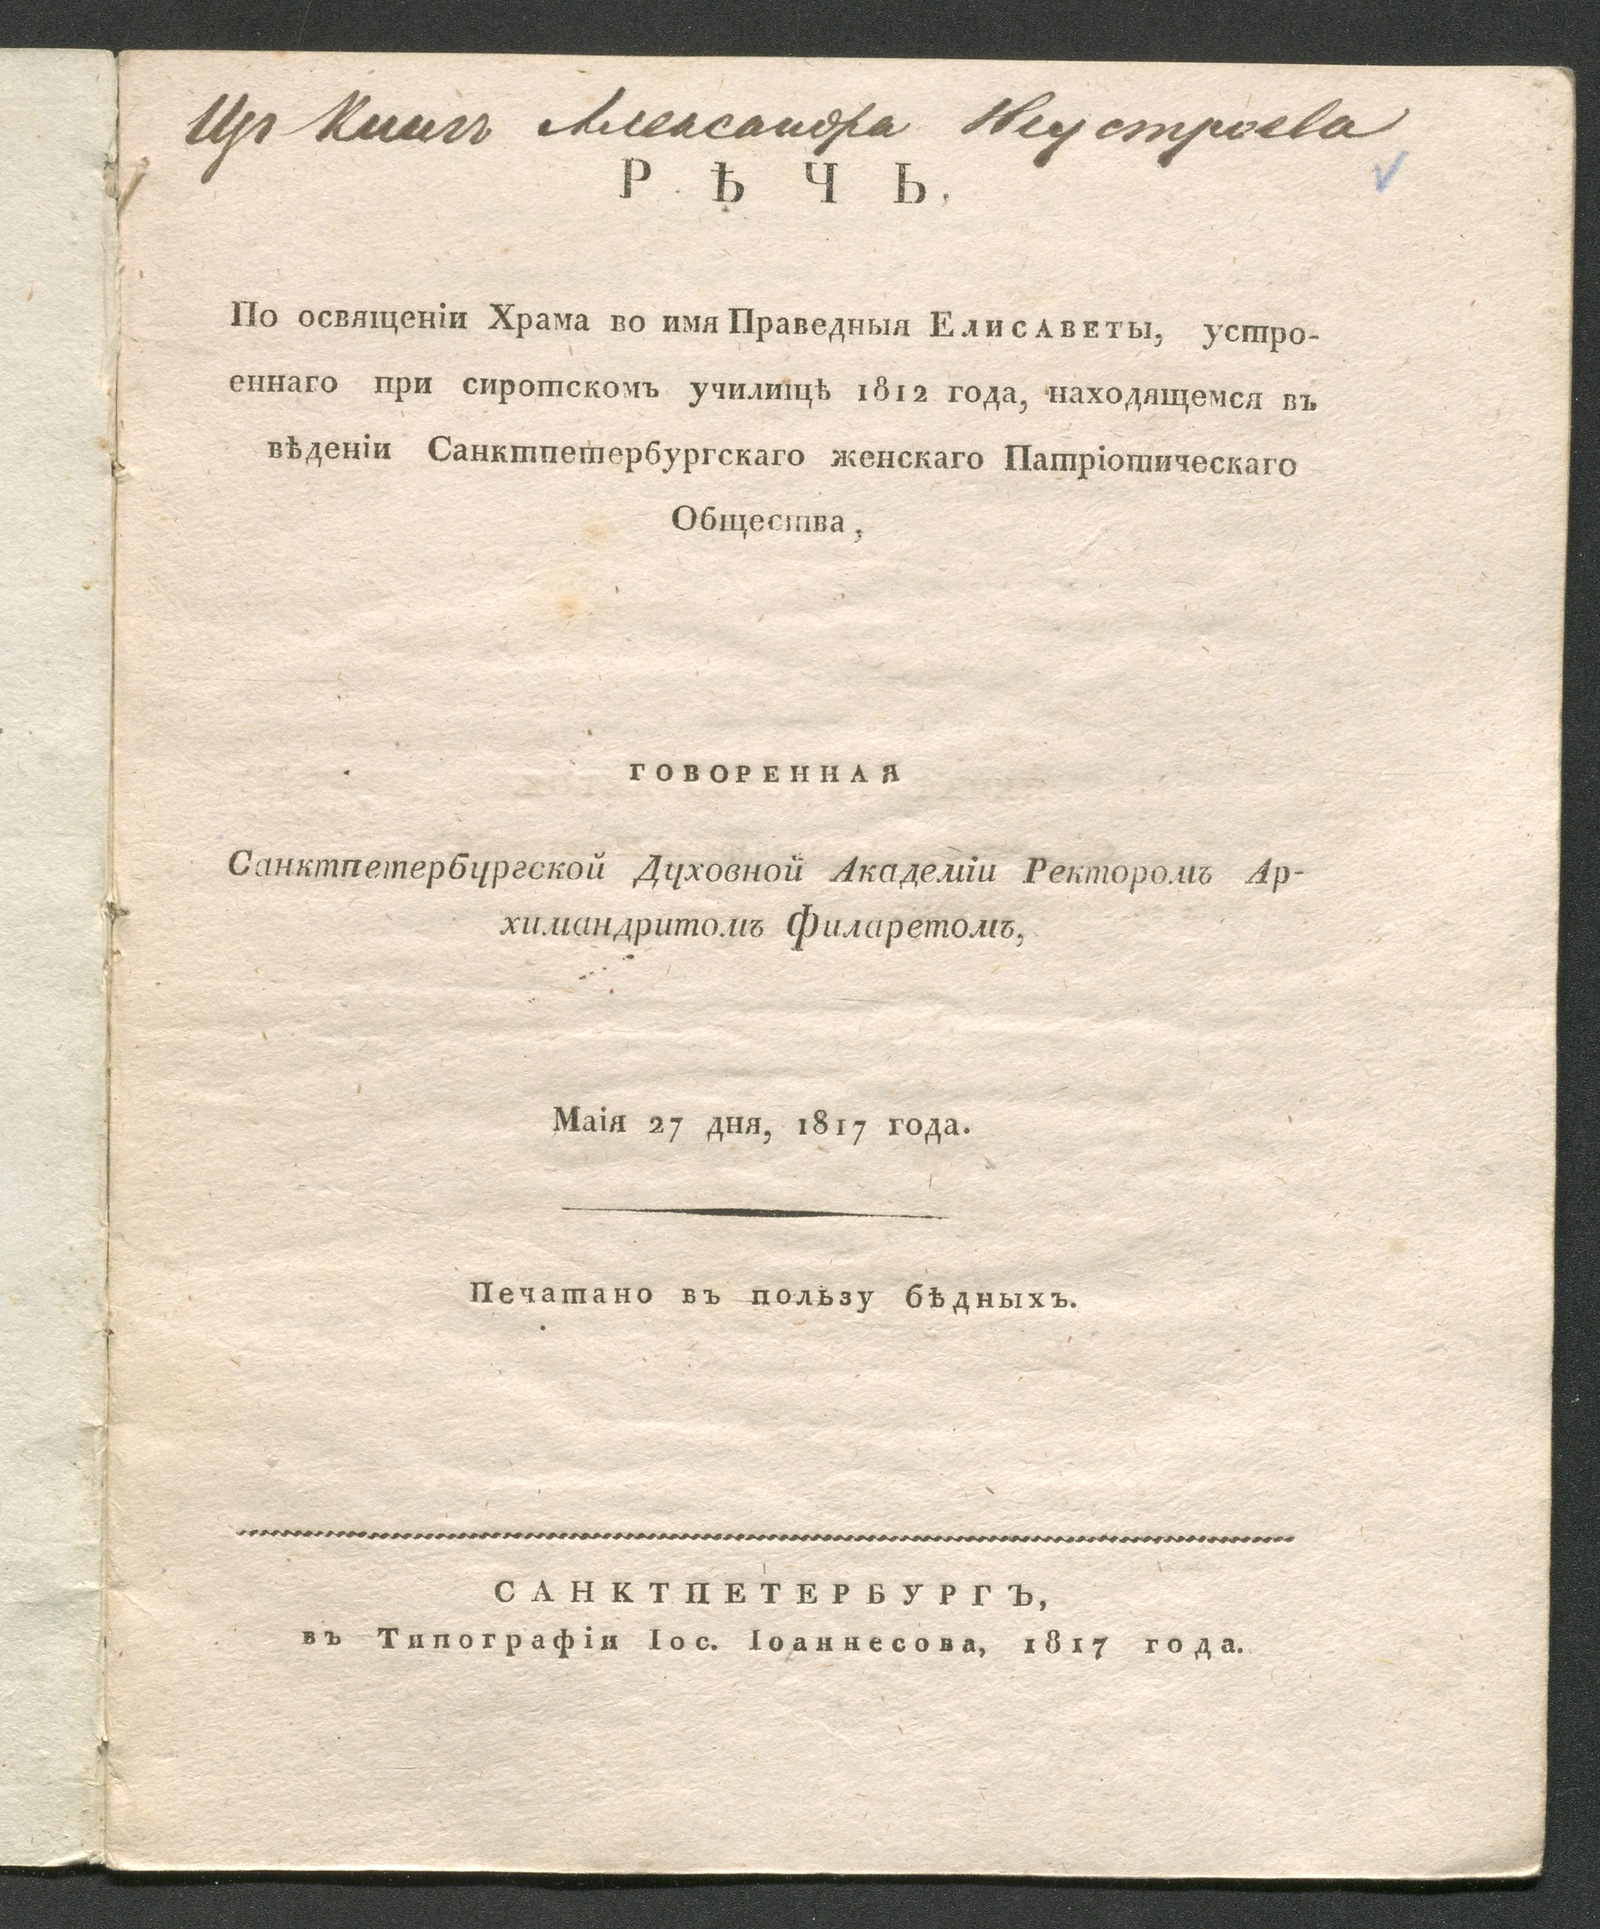 Изъ Книгъ Александра Неустроева
РѢЧЬ,
По освященіи Храма во имя Праведныя Елисаветы, устро-
еннаго при сиротскомъ училищѣ 1812 года, находящемся въ
вѣденіи Санктпетербургскаго женскаго Патріотическаго
Общества,
ГОВОРЕННАЯ
Санктпетербургской Духовной Академіи Ректоромъ Ар-
химандритомъ Филаретомъ,
Маія 27 дня, 1817 года.
Печатано въ пользу бѣдныхъ.
САНКТПЕТЕРБУРГЪ,
въ Типографіи Іос. Іоаннесова, 1817 года.